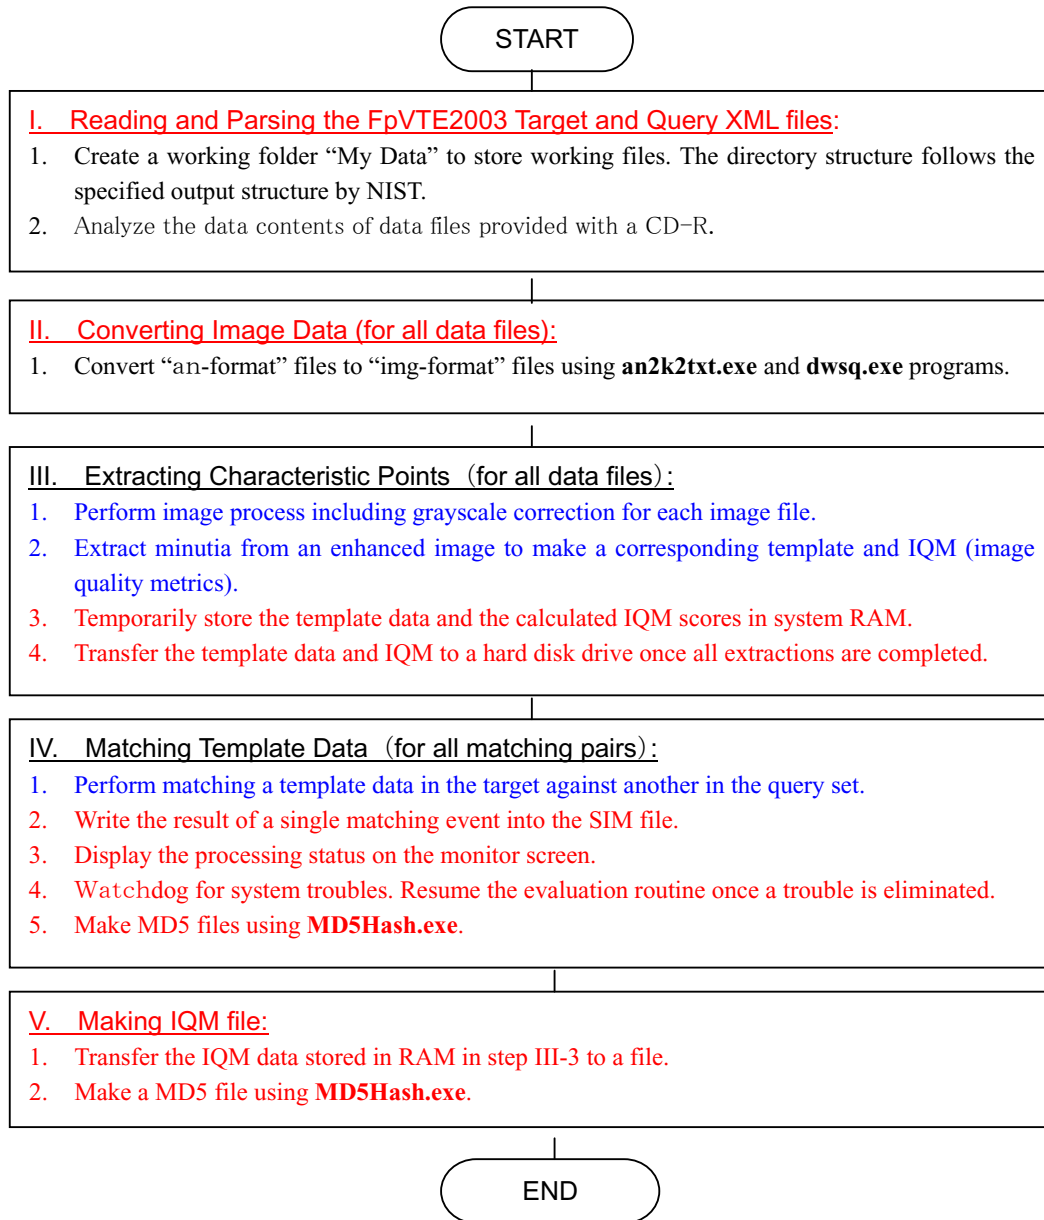 START
I. Reading and Parsing the FpVTE2003 Target and Query XML files:
1. Create a working folder “My Data” to store working files. The directory structure follows the
specified output structure by NIST.
2. Analyze the data contents of data files provided with a CD-R.
II. Converting Image Data (for all data files):
1. Convert “an-format” files to “img-format” files using an2k2txt.exe and dwsq.exe programs.
III. Extracting Characteristic Points（for all data files）:
1. Perform image process including grayscale correction for each image file.
2. Extract minutia from an enhanced image to make a corresponding template and IQM (image
quality metrics).
3. Temporarily store the template data and the calculated IQM scores in system RAM.
4. Transfer the template data and IQM to a hard disk drive once all extractions are completed.
IV. Matching Template Data（for all matching pairs）:
1. Perform matching a template data in the target against another in the query set.
2. Write the result of a single matching event into the SIM file.
3. Display the processing status on the monitor screen.
4. Watchdog for system troubles. Resume the evaluation routine once a trouble is eliminated.
5. Make MD5 files using MD5Hash.exe.
V. Making IQM file:
1. Transfer the IQM data stored in RAM in step III-3 to a file.
2. Make a MD5 file using MD5Hash.exe.
END